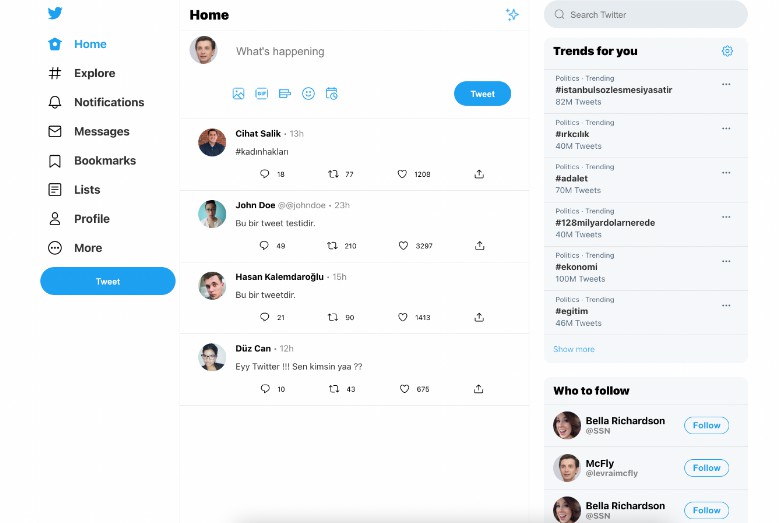 Home
Explore
Notifications
Messages
Bookmarks
Lists
Profile
More
Tweet
Home
What's happening
GIF
Tweet
Cihat Salik · 13h
#kadınhakları
18 77 1208
John Doe @@johndoe · 23h
Bu bir tweet testidir.
49 210 3297
Hasan Kalemdaroğlu · 15h
Bu bir tweetdir.
21 90 1413
Düz Can · 12h
Eyy Twitter !!! Sen kimsin yaa ??
10 43 675
Search Twitter
Trends for you
Politics · Trending
#istanbulsozlesmesiyasatir
82M Tweets
Politics · Trending
#ırkcılık
40M Tweets
Politics · Trending
#adalet
70M Tweets
Politics · Trending
#128milyardolarnerede
40M Tweets
Politics · Trending
#ekonomi
100M Tweets
Politics · Trending
#egitim
46M Tweets
Show more
Who to follow
Bella Richardson
@SSN
Follow
McFly
@levraimcfly
Follow
Bella Richardson
@SSN
Follow